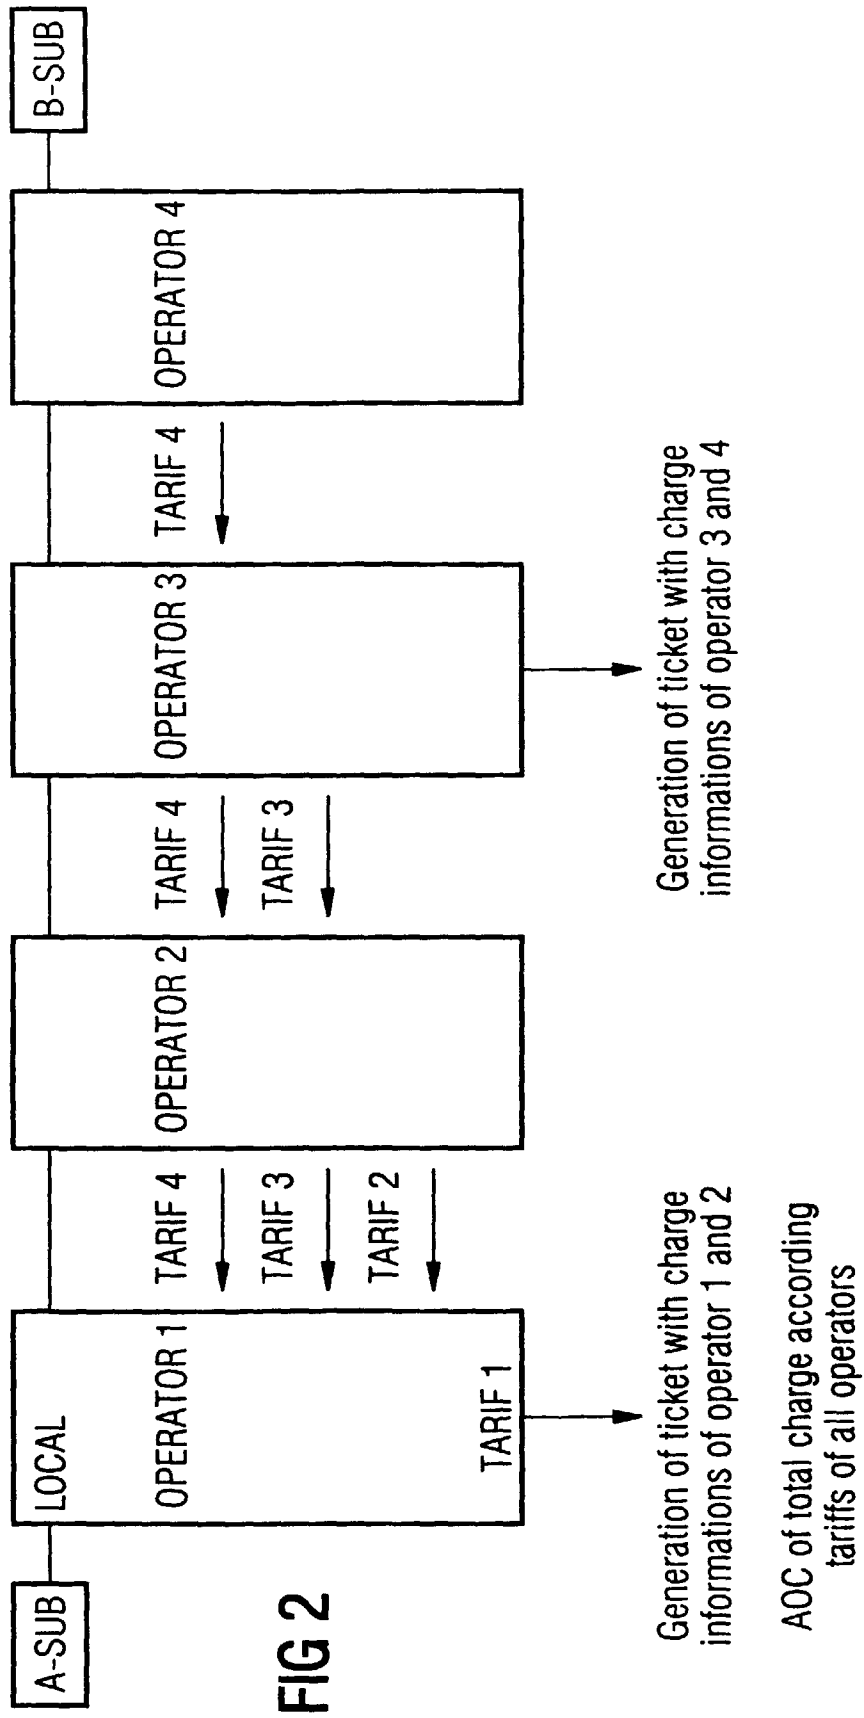 A-SUB
LOCAL
OPERATOR 1
TARIF 1
TARIF 4
TARIF 3
TARIF 2
OPERATOR 2
TARIF 4
TARIF 3
OPERATOR 3
TARIF 4
OPERATOR 4
B-SUB
Generation of ticket with charge
informations of operator 1 and 2
AOC of total charge according
tariffs of all operators
Generation of ticket with charge
informations of operator 3 and 4
FIG 2